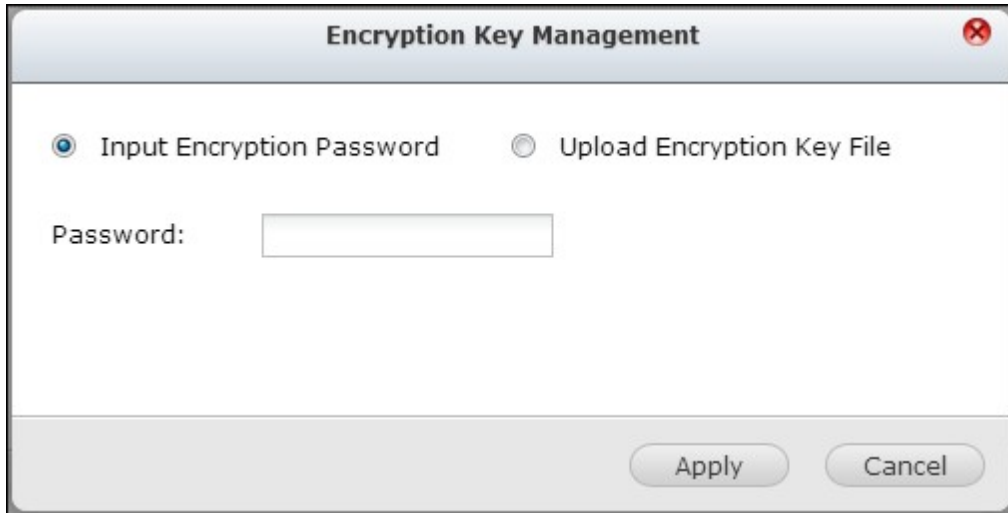 Encryption Key Management
Input Encryption Password Upload Encryption Key File
Password:
Apply Cancel